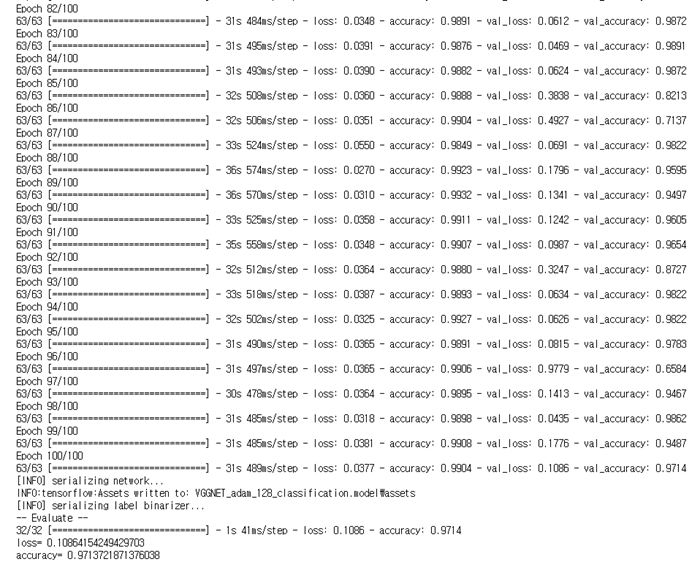 Epoch 82/100
63/63 [==============================] - 31s 484ms/step - loss: 0.0348 - accuracy: 0.9891 - val_loss: 0.0612 - val_accuracy: 0.9872
Epoch 83/100
63/63 [==============================] - 31s 495ms/step - loss: 0.0391 - accuracy: 0.9876 - val_loss: 0.0469 - val_accuracy: 0.9891
Epoch 84/100
63/63 [==============================] - 31s 493ms/step - loss: 0.0390 - accuracy: 0.9882 - val_loss: 0.0624 - val_accuracy: 0.9872
Epoch 85/100
63/63 [==============================] - 32s 508ms/step - loss: 0.0360 - accuracy: 0.9888 - val_loss: 0.3838 - val_accuracy: 0.8213
Epoch 86/100
63/63 [==============================] - 32s 506ms/step - loss: 0.0351 - accuracy: 0.9904 - val_loss: 0.4927 - val_accuracy: 0.7137
Epoch 87/100
63/63 [==============================] - 33s 524ms/step - loss: 0.0550 - accuracy: 0.9849 - val_loss: 0.0691 - val_accuracy: 0.9822
Epoch 88/100
63/63 [==============================] - 36s 574ms/step - loss: 0.0270 - accuracy: 0.9923 - val_loss: 0.1796 - val_accuracy: 0.9595
Epoch 89/100
63/63 [==============================] - 36s 570ms/step - loss: 0.0310 - accuracy: 0.9932 - val_loss: 0.1341 - val_accuracy: 0.9497
Epoch 90/100
63/63 [==============================] - 33s 525ms/step - loss: 0.0358 - accuracy: 0.9911 - val_loss: 0.1242 - val_accuracy: 0.9605
Epoch 91/100
63/63 [==============================] - 35s 558ms/step - loss: 0.0348 - accuracy: 0.9907 - val_loss: 0.0987 - val_accuracy: 0.9654
Epoch 92/100
63/63 [==============================] - 32s 512ms/step - loss: 0.0364 - accuracy: 0.9880 - val_loss: 0.3247 - val_accuracy: 0.8727
Epoch 93/100
63/63 [==============================] - 33s 518ms/step - loss: 0.0387 - accuracy: 0.9893 - val_loss: 0.0634 - val_accuracy: 0.9822
Epoch 94/100
63/63 [==============================] - 32s 502ms/step - loss: 0.0325 - accuracy: 0.9927 - val_loss: 0.0626 - val_accuracy: 0.9822
Epoch 95/100
63/63 [==============================] - 31s 490ms/step - loss: 0.0365 - accuracy: 0.9891 - val_loss: 0.0815 - val_accuracy: 0.9783
Epoch 96/100
63/63 [==============================] - 31s 497ms/step - loss: 0.0365 - accuracy: 0.9906 - val_loss: 0.9779 - val_accuracy: 0.6584
Epoch 97/100
63/63 [==============================] - 30s 478ms/step - loss: 0.0364 - accuracy: 0.9895 - val_loss: 0.1413 - val_accuracy: 0.9467
Epoch 98/100
63/63 [==============================] - 31s 485ms/step - loss: 0.0318 - accuracy: 0.9898 - val_loss: 0.0435 - val_accuracy: 0.9862
Epoch 99/100
63/63 [==============================] - 31s 485ms/step - loss: 0.0381 - accuracy: 0.9908 - val_loss: 0.1776 - val_accuracy: 0.9487
Epoch 100/100
63/63 [==============================] - 31s 489ms/step - loss: 0.0377 - accuracy: 0.9904 - val_loss: 0.1086 - val_accuracy: 0.9714
[INFO] serializing network...
INFO:tensorflow:Assets written to: VGGNET_adam_128_classification.model₩assets
[INFO] serializing label binarizer...
-- Evaluate --
32/32 [==============================] - 1s 41ms/step - loss: 0.1086 - accuracy: 0.9714
loss= 0.10864154249429703
accuracy= 0.9713721871376038